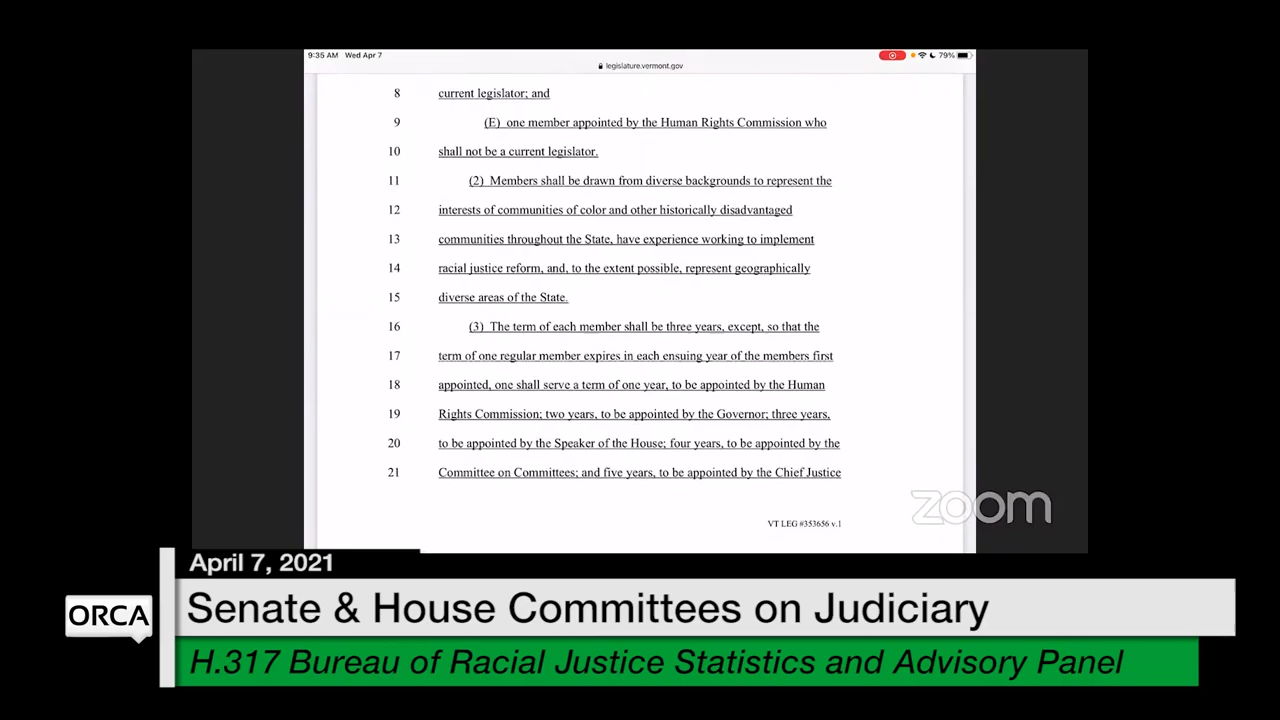 9:35 AM Wed Apr 7
79%
legislature.vermont.gov
8 current legislator; and
9 (E) one member appointed by the Human Rights Commission who
10 shall not be a current legislator.
11 (2) Members shall be drawn from diverse backgrounds to represent the
12 interests of communities of color and other historically disadvantaged
13 communities throughout the State, have experience working to implement
14 racial justice reform, and, to the extent possible, represent geographically
15 diverse areas of the State.
16 (3) The term of each member shall be three years, except, so that the
17 term of one regular member expires in each ensuing year of the members first
18 appointed, one shall serve a term of one year, to be appointed by the Human
19 Rights Commission; two years, to be appointed by the Governor; three years,
20 to be appointed by the Speaker of the House; four years, to be appointed by the
21 Committee on Committees; and five years, to be appointed by the Chief Justice
zoom
VT LEG #353656 v.1
April 7, 2021
ORCA
Senate & House Committees on Judiciary
H.317 Bureau of Racial Justice Statistics and Advisory Panel